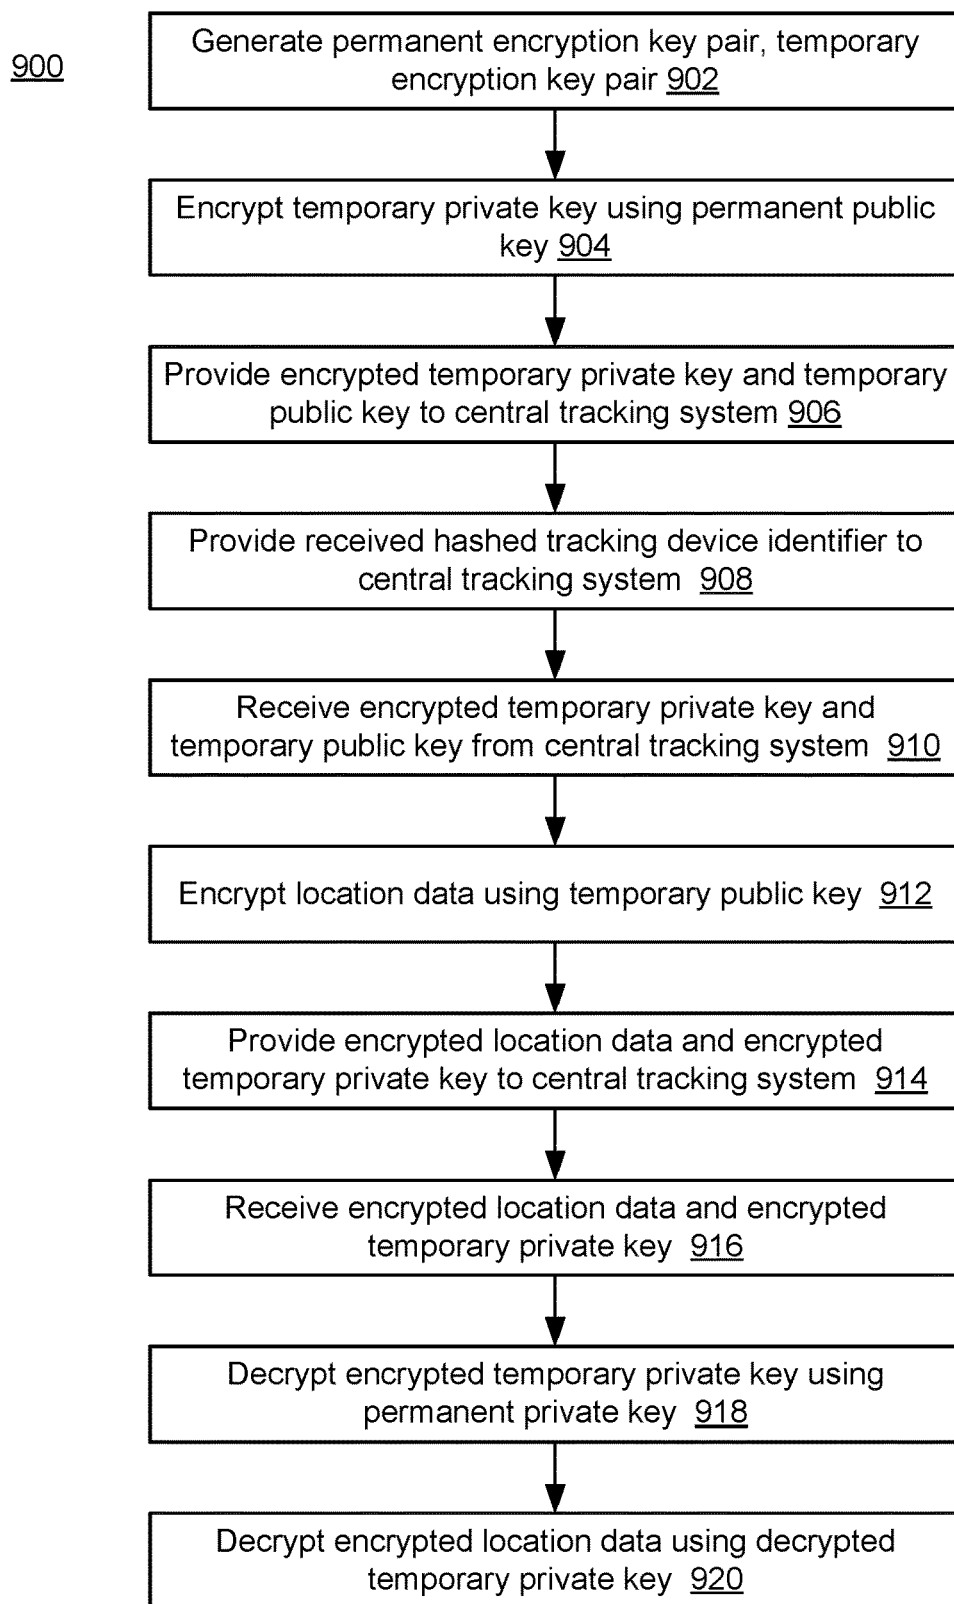 900
Generate permanent encryption key pair, temporary
encryption key pair 902
Encrypt temporary private key using permanent public
key 904
Provide encrypted temporary private key and temporary
public key to central tracking system 906
Provide received hashed tracking device identifier to
central tracking system 908
Receive encrypted temporary private key and
temporary public key from central tracking system 910
Encrypt location data using temporary public key 912
Provide encrypted location data and encrypted
temporary private key to central tracking system 914
Receive encrypted location data and encrypted
temporary private key 916
Decrypt encrypted temporary private key using
permanent private key 918
Decrypt encrypted location data using decrypted
temporary private key 920